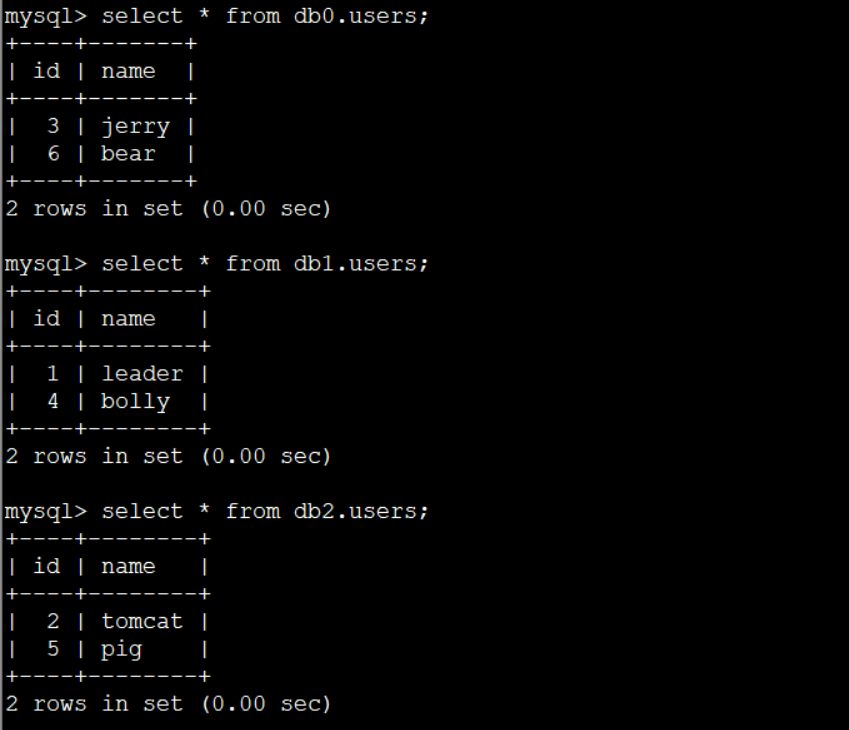 mysql> select * from db0.users;
+----+-------+
| id | name  |
+----+-------+
|  3 | jerry |
|  6 | bear  |
+----+-------+
2 rows in set (0.00 sec)

mysql> select * from db1.users;
+----+--------+
| id | name   |
+----+--------+
|  1 | leader |
|  4 | bolly  |
+----+--------+
2 rows in set (0.00 sec)

mysql> select * from db2.users;
+----+--------+
| id | name   |
+----+--------+
|  2 | tomcat |
|  5 | pig    |
+----+--------+
2 rows in set (0.00 sec)